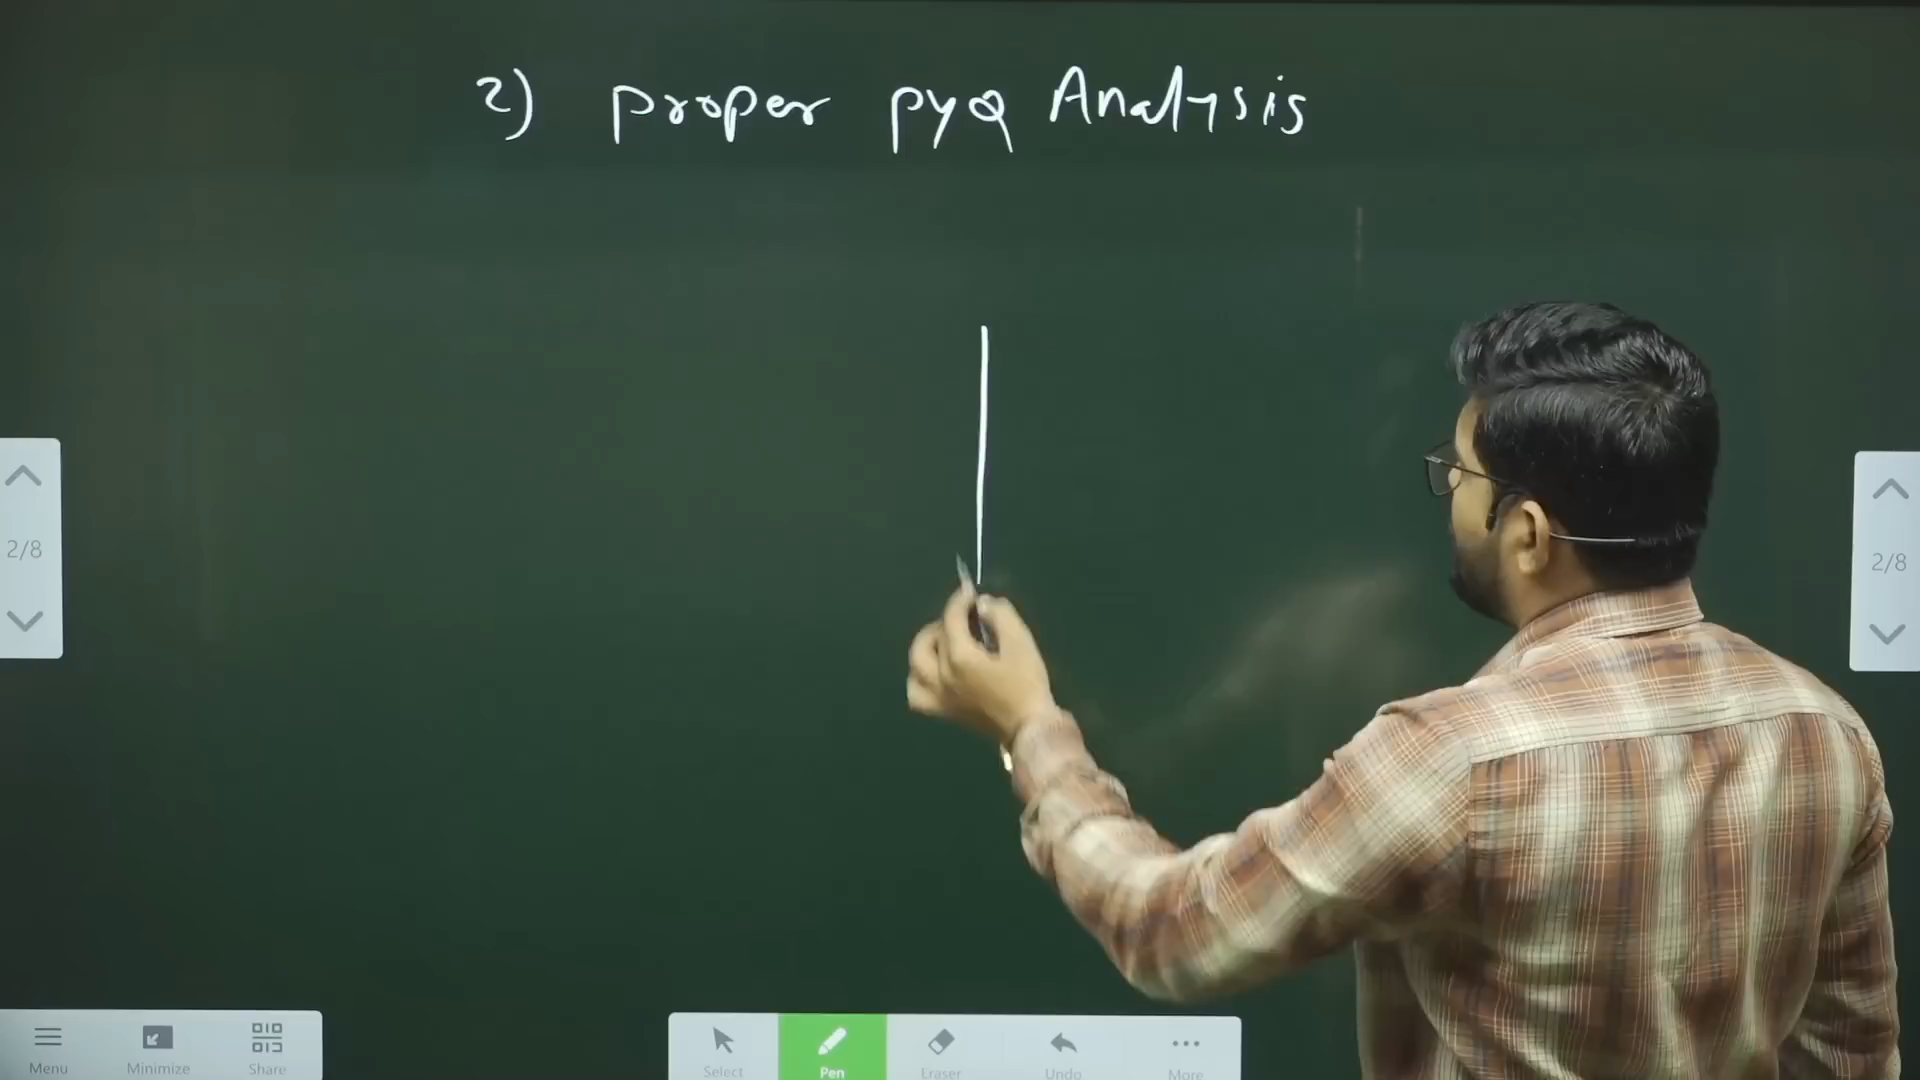 2) Proper PYQ Analysis
2/8
2/8
Menu Minimize Share Select Pen Eraser Undo More